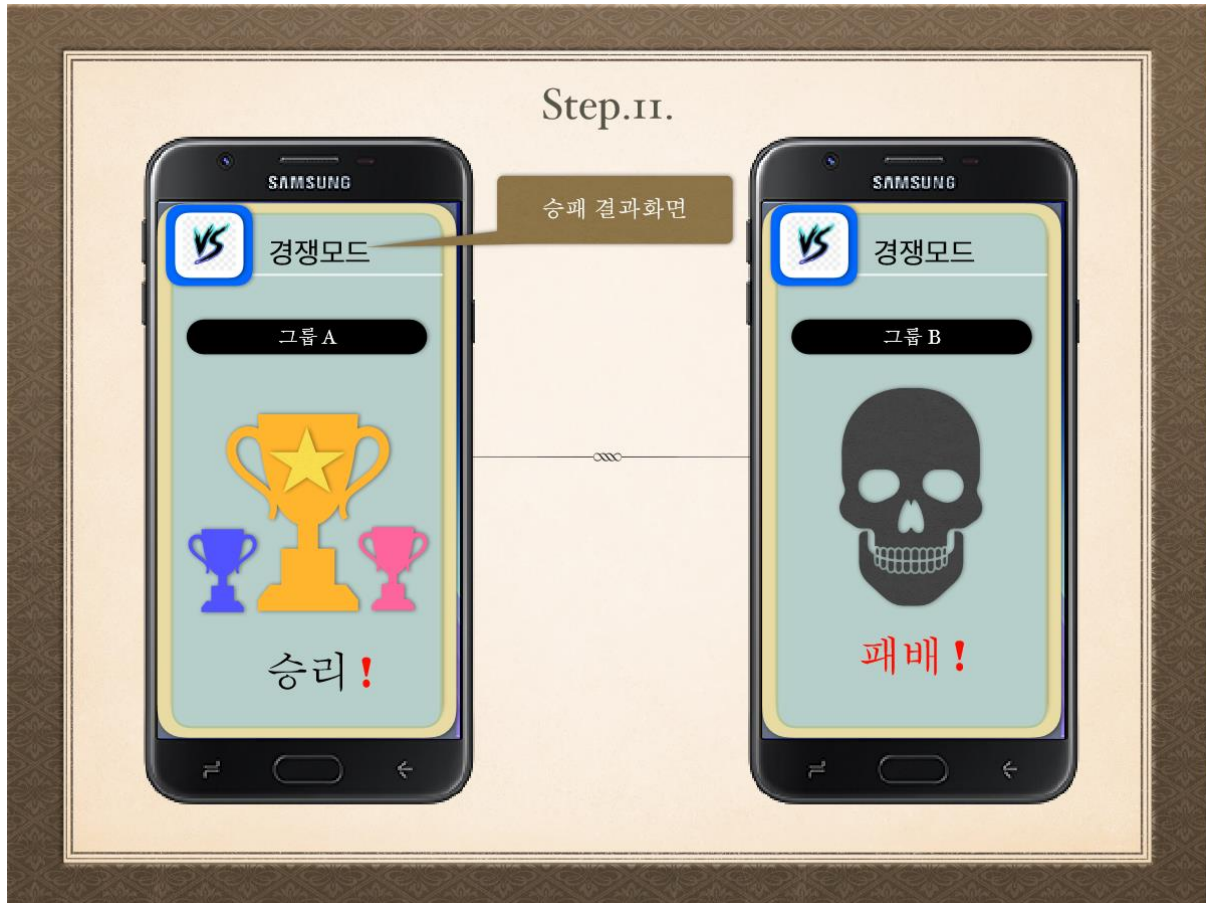 Step.11.
SAMSUNG
VS
경쟁모드
그룹 A
승리!
승패 결과화면
SAMSUNG
VS
경쟁모드
그룹 B
패배!